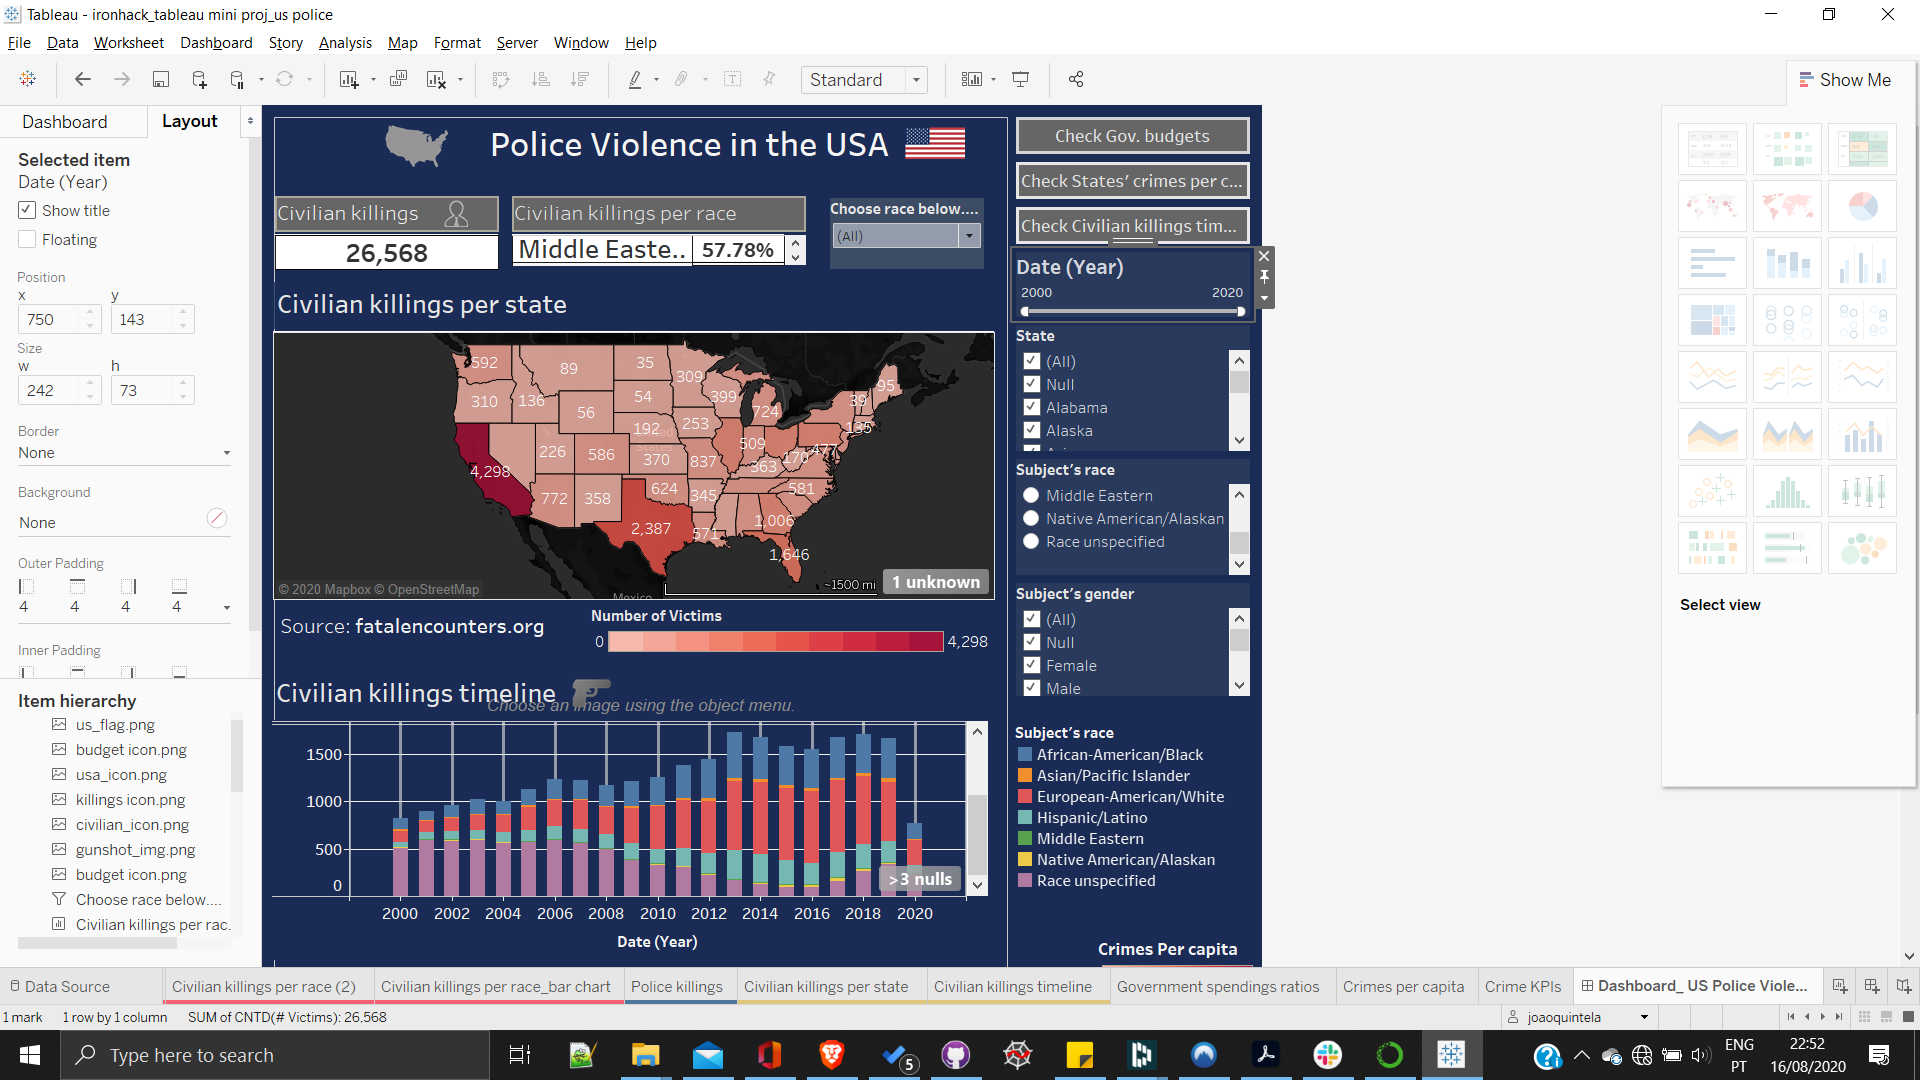 Tableau - ironhack_tableau mini proj_us police
File Data Worksheet Dashboard Story Analysis Map Format Server Window Help
Standard
Show Me
Dashboard Layout
Selected item
Date (Year)
Show title
Floating
Position
x y
750 143
Size
w h
242 73
Border
None
Background
None
Outer Padding
4 4 4 4
Inner Padding
Item hierarchy
us_flag.png
budget icon.png
usa_icon.png
killings icon.png
civilian_icon.png
gunshot_img.png
budget icon.png
Choose race below....
Civilian killings per rac.
Police Violence in the USA
Civilian killings
26,568
Civilian killings per race
Middle Easte.. 57.78%
Choose race below....
(All)
Civilian killings per state
592 89 35 309 95
310 136 56 54 399 724 39
192 253 135
4,298 226 586 370 837 509 363 170 477
772 358 624 345 581
2,387 571 1,006
1,646
© 2020 Mapbox © OpenStreetMap
Mexico
~1500 mi
1 unknown
Source: fatalencounters.org
Number of Victims
0 4,298
Civilian killings timeline
Choose an image using the object menu.
1500
1000
500
0
>3 nulls
2000 2002 2004 2006 2008 2010 2012 2014 2016 2018 2020
Date (Year)
Check Gov. budgets
Check States’ crimes per c...
Check Civilian killings tim...
Date (Year)
2000 2020
State
(All)
Null
Alabama
Alaska
Subject’s race
Middle Eastern
Native American/Alaskan
Race unspecified
Subject’s gender
(All)
Null
Female
Male
Subject’s race
African-American/Black
Asian/Pacific Islander
European-American/White
Hispanic/Latino
Middle Eastern
Native American/Alaskan
Race unspecified
Crimes Per capita
Select view
Data Source Civilian killings per race (2) Civilian killings per race_bar chart Police killings Civilian killings per state Civilian killings timeline Government spendings ratios Crimes per capita Crime KPIs Dashboard_ US Police Viole...
1 mark 1 row by 1 column SUM of CNTD(# Victims): 26,568
joaoquintela
Type here to search
5
ENG
PT
22:52
16/08/2020